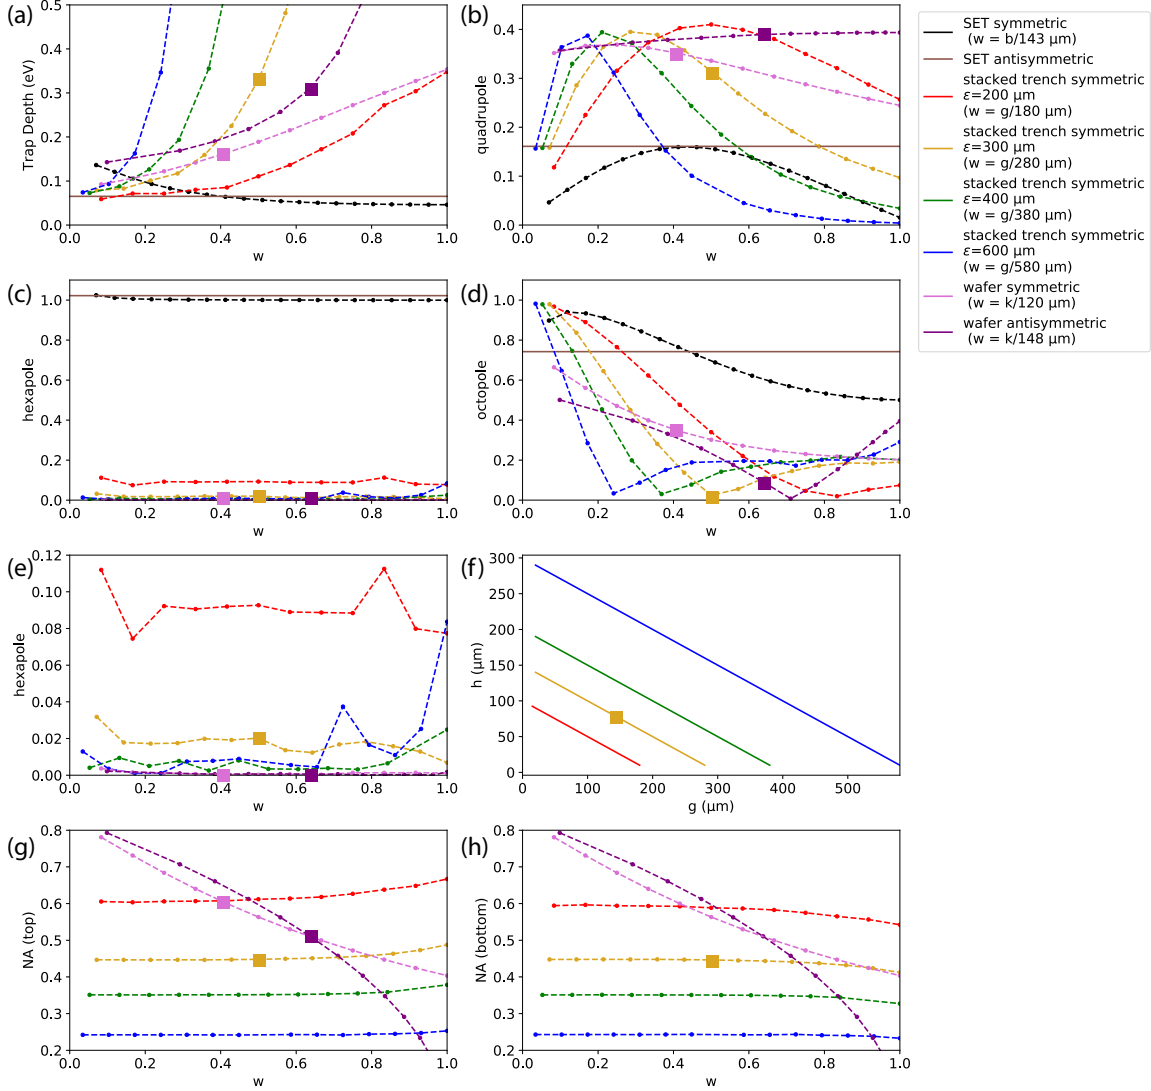 (a)
0.5
0.4
0.3
0.2
0.1
0.0
Trap Depth (eV)
0.0 0.2 0.4 0.6 0.8 1.0
w
(b)
0.4
0.3
0.2
0.1
0.0
quadrupole
0.0 0.2 0.4 0.6 0.8 1.0
w
SET symmetric
(w = b/143 μm)
SET antisymmetric
stacked trench symmetric
ε=200 μm
(w = g/180 μm)
stacked trench symmetric
ε=300 μm
(w = g/280 μm)
stacked trench symmetric
ε=400 μm
(w = g/380 μm)
stacked trench symmetric
ε=600 μm
(w = g/580 μm)
wafer symmetric
(w = k/120 μm)
wafer antisymmetric
(w = k/148 μm)
(c)
1.0
0.8
0.6
0.4
0.2
0.0
hexapole
0.0 0.2 0.4 0.6 0.8 1.0
w
(d)
1.0
0.8
0.6
0.4
0.2
0.0
octopole
0.0 0.2 0.4 0.6 0.8 1.0
w
(e)
0.12
0.10
0.08
0.06
0.04
0.02
0.00
hexapole
0.0 0.2 0.4 0.6 0.8 1.0
w
(f)
300
250
200
150
100
50
0
h (μm)
0 100 200 300 400 500
g (μm)
(g)
0.8
0.7
0.6
0.5
0.4
0.3
0.2
NA (top)
0.0 0.2 0.4 0.6 0.8 1.0
w
(h)
0.8
0.7
0.6
0.5
0.4
0.3
0.2
NA (bottom)
0.0 0.2 0.4 0.6 0.8 1.0
w